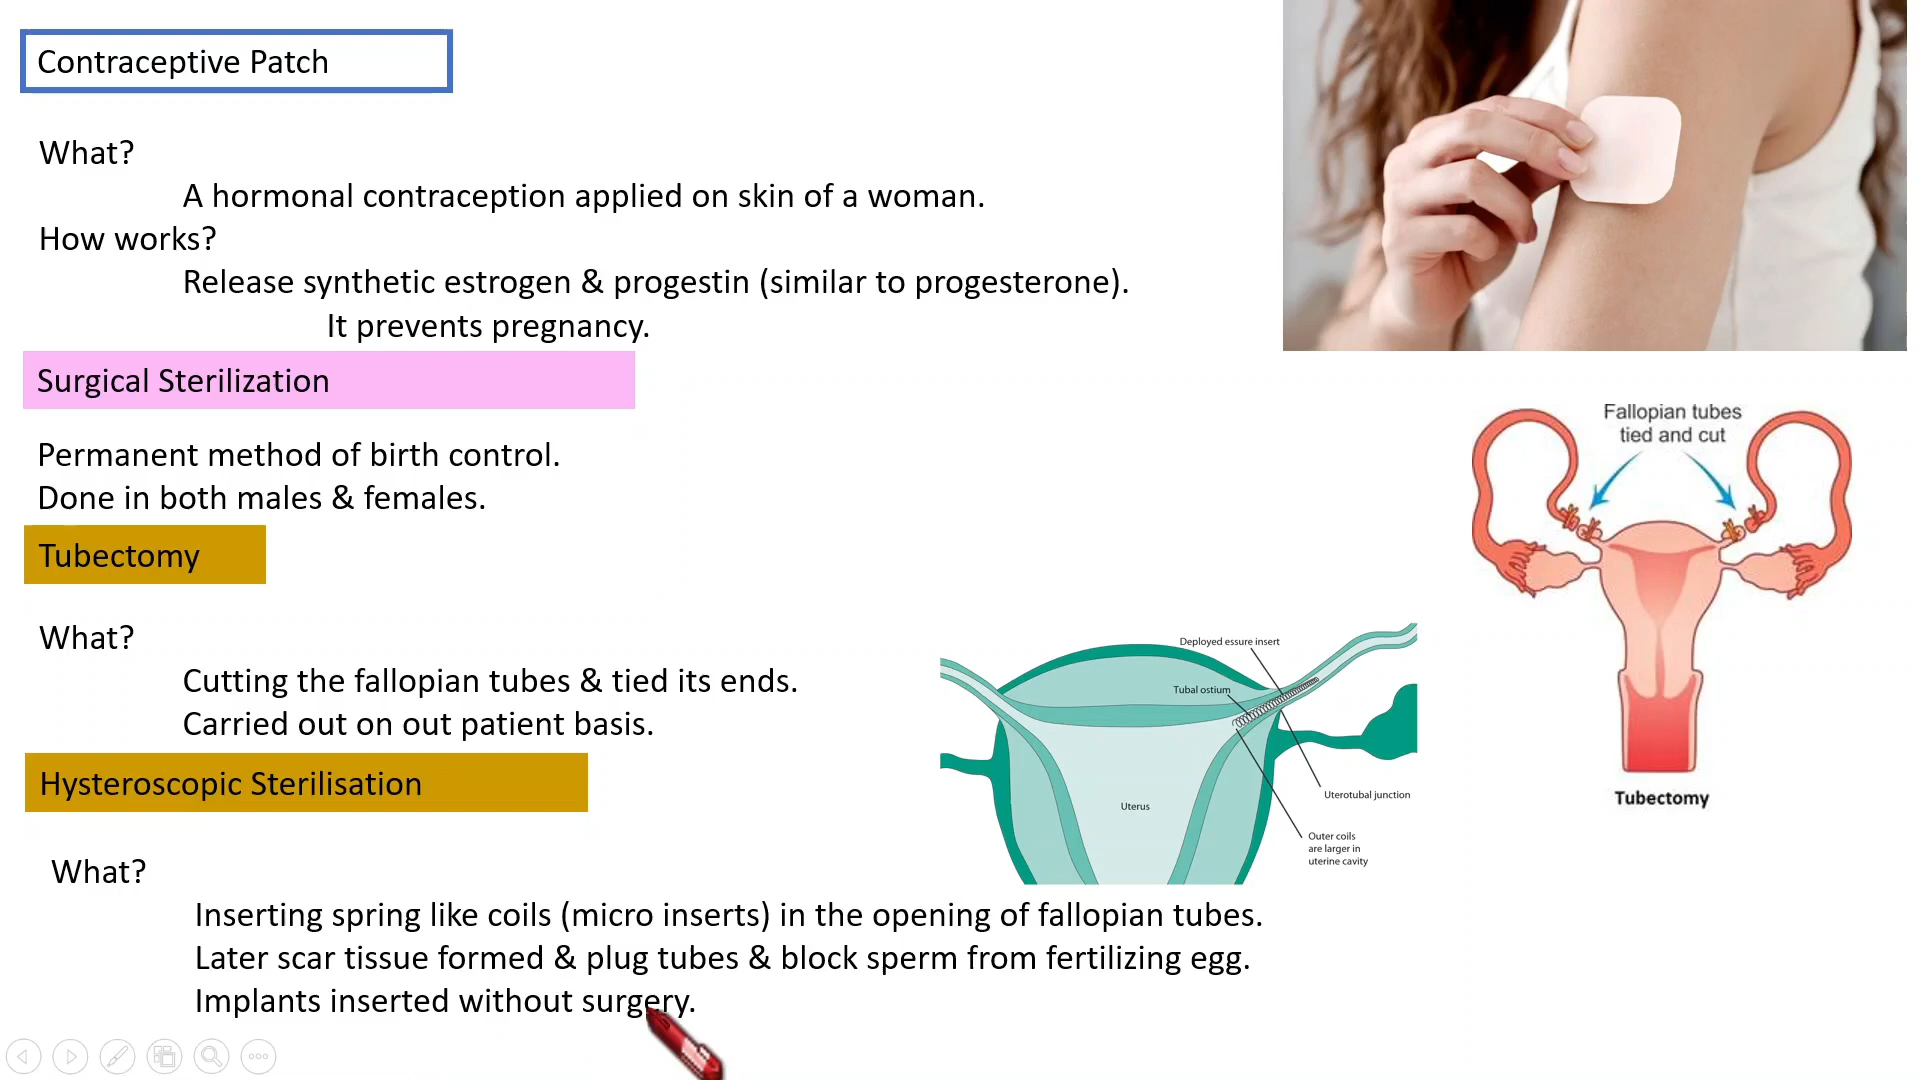 Contraceptive Patch
What?
A hormonal contraception applied on skin of a woman.
How works?
Release synthetic estrogen & progestin (similar to progesterone).
It prevents pregnancy.
Surgical Sterilization
Permanent method of birth control.
Done in both males & females.
Tubectomy
What?
Cutting the fallopian tubes & tied its ends.
Carried out on out patient basis.
Hysteroscopic Sterilisation
What?
Inserting spring like coils (micro inserts) in the opening of fallopian tubes.
Later scar tissue formed & plug tubes & block sperm from fertilizing egg.
Implants inserted without surgery.
Deployed essure insert
Tubal ostium
Uterus
Uterotubal junction
Outer coils
are larger in
uterine cavity
Fallopian tubes
tied and cut
Tubectomy